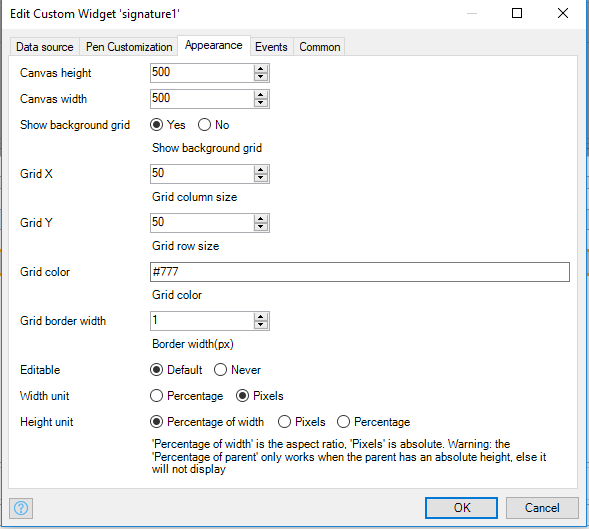 Edit Custom Widget 'signature1'
Data source Pen Customization Appearance Events Common
Canvas height 500
Canvas width 500
Show background grid Yes No
Show background grid
Grid X 50
Grid column size
Grid Y 50
Grid row size
Grid color #777
Grid color
Grid border width 1
Border width(px)
Editable Default Never
Width unit Percentage Pixels
Height unit Percentage of width Pixels Percentage
'Percentage of width' is the aspect ratio, 'Pixels' is absolute. Warning: the
'Percentage of parent' only works when the parent has an absolute height, else it
will not display
? OK Cancel